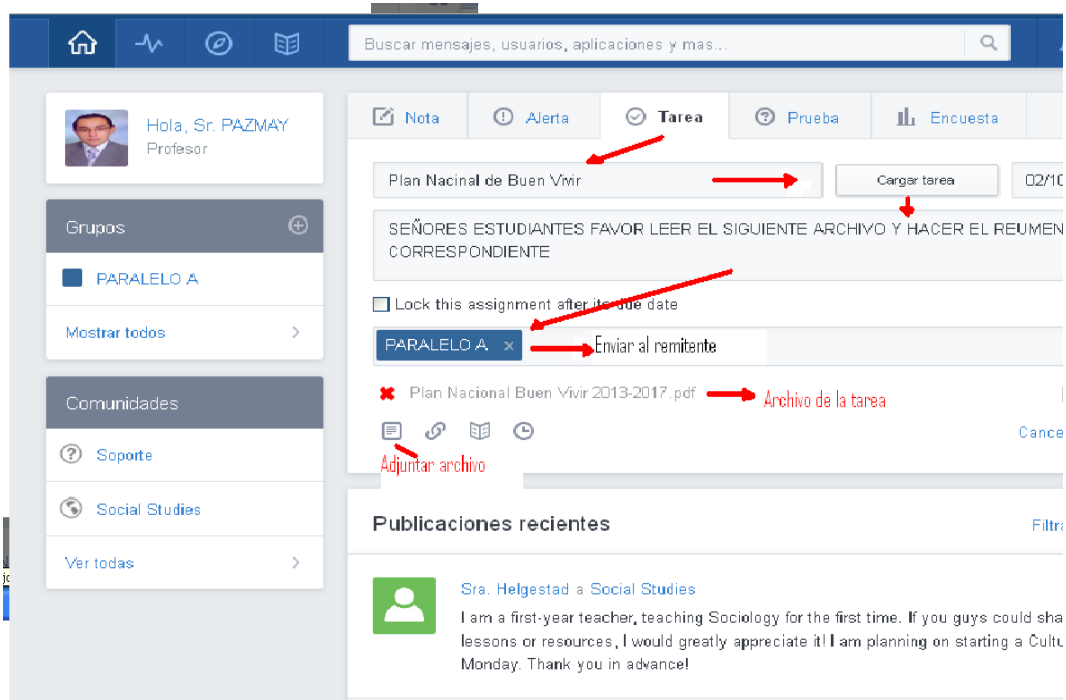 Buscar mensajes, usuarios, aplicaciones y mas...
Hola, Sr. PAZMAY
Profesor
Nota
Alerta
Tarea
Prueba
Encuesta
Plan Nacinal de Buen Vivir
Cargar tarea
02/10
SEÑORES ESTUDIANTES FAVOR LEER EL SIGUIENTE ARCHIVO Y HACER EL REUMEN
CORRESPONDIENTE
Lock this assignment after its due date
PARALELO A ×
Enviar al remitente
Plan Nacional Buen Vivir 2013-2017.pdf
Archivo de la tarea
Cance
Adjuntar archivo
Grupos
PARALELO A
Mostrar todos
Comunidades
Soporte
Social Studies
Ver todas
Publicaciones recientes
Filtra
Sra. Helgestad a Social Studies
I am a first-year teacher, teaching Sociology for the first time. If you guys could sha
lessons or resources, I would greatly appreciate it! I am planning on starting a Cultu
Monday. Thank you in advance!